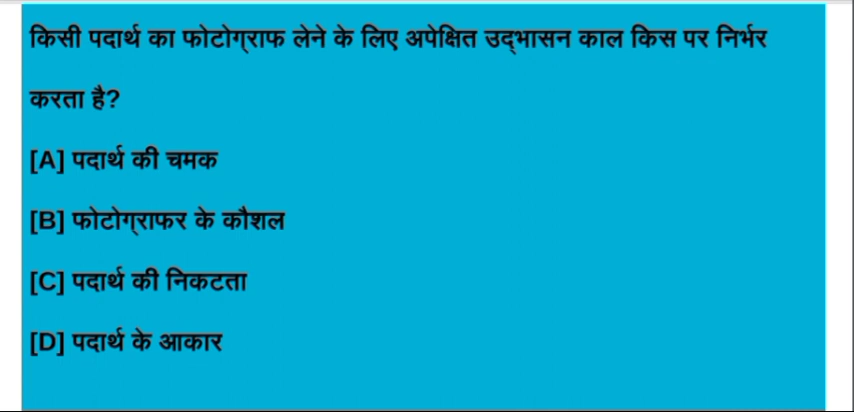 किसी पदार्थ का फोटोग्राफ लेने के लिए अपेक्षित उद्भासन काल किस पर निर्भर
करता है?
[A] पदार्थ की चमक
[B] फोटोग्राफर के कौशल
[C] पदार्थ की निकटता
[D] पदार्थ के आकार